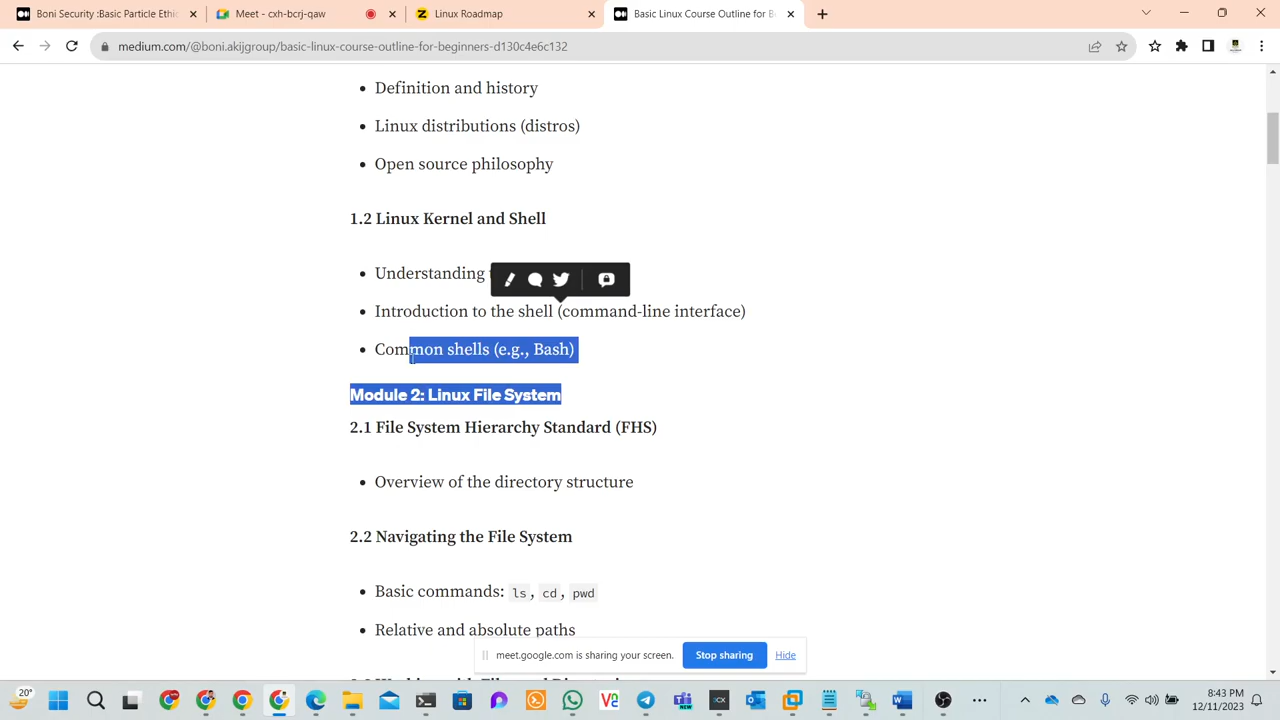 Boni Security :Basic Particle Ethic
Meet - cxh-bcrj-qaw
Linux Roadmap
Basic Linux Course Outline for B
medium.com/@boni.akijgroup/basic-linux-course-outline-for-beginners-d130c4e6c132
Definition and history
Linux distributions (distros)
Open source philosophy
1.2 Linux Kernel and Shell
Understanding
Introduction to the shell (command-line interface)
Common shells (e.g., Bash)
Module 2: Linux File System
2.1 File System Hierarchy Standard (FHS)
Overview of the directory structure
2.2 Navigating the File System
Basic commands: ls, cd, pwd
Relative and absolute paths
meet.google.com is sharing your screen.
Stop sharing
Hide
20°
8:43 PM
12/11/2023